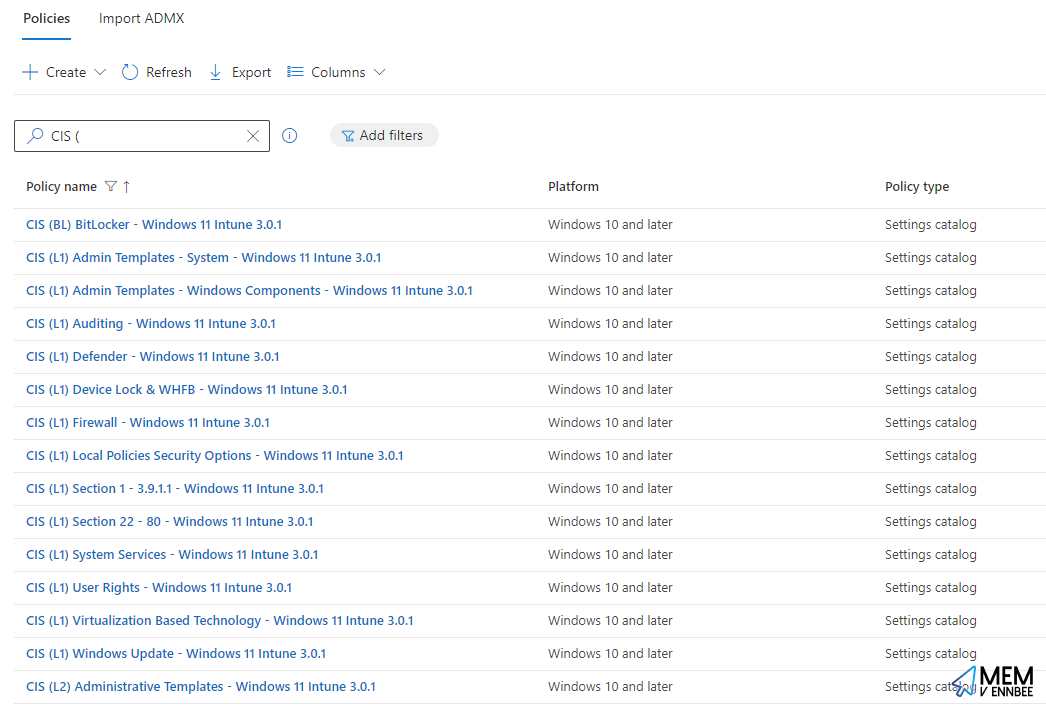 Policies Import ADMX
Create Refresh Export Columns
CIS ( Add filters
Policy name Platform Policy type
CIS (BL) BitLocker - Windows 11 Intune 3.0.1 Windows 10 and later Settings catalog
CIS (L1) Admin Templates - System - Windows 11 Intune 3.0.1 Windows 10 and later Settings catalog
CIS (L1) Admin Templates - Windows Components - Windows 11 Intune 3.0.1 Windows 10 and later Settings catalog
CIS (L1) Auditing - Windows 11 Intune 3.0.1 Windows 10 and later Settings catalog
CIS (L1) Defender - Windows 11 Intune 3.0.1 Windows 10 and later Settings catalog
CIS (L1) Device Lock & WHFB - Windows 11 Intune 3.0.1 Windows 10 and later Settings catalog
CIS (L1) Firewall - Windows 11 Intune 3.0.1 Windows 10 and later Settings catalog
CIS (L1) Local Policies Security Options - Windows 11 Intune 3.0.1 Windows 10 and later Settings catalog
CIS (L1) Section 1 - 3.9.1.1 - Windows 11 Intune 3.0.1 Windows 10 and later Settings catalog
CIS (L1) Section 22 - 80 - Windows 11 Intune 3.0.1 Windows 10 and later Settings catalog
CIS (L1) System Services - Windows 11 Intune 3.0.1 Windows 10 and later Settings catalog
CIS (L1) User Rights - Windows 11 Intune 3.0.1 Windows 10 and later Settings catalog
CIS (L1) Virtualization Based Technology - Windows 11 Intune 3.0.1 Windows 10 and later Settings catalog
CIS (L1) Windows Update - Windows 11 Intune 3.0.1 Windows 10 and later Settings catalog
CIS (L2) Administrative Templates - Windows 11 Intune 3.0.1 Windows 10 and later Settings catalog
MEM
V ENNBEE